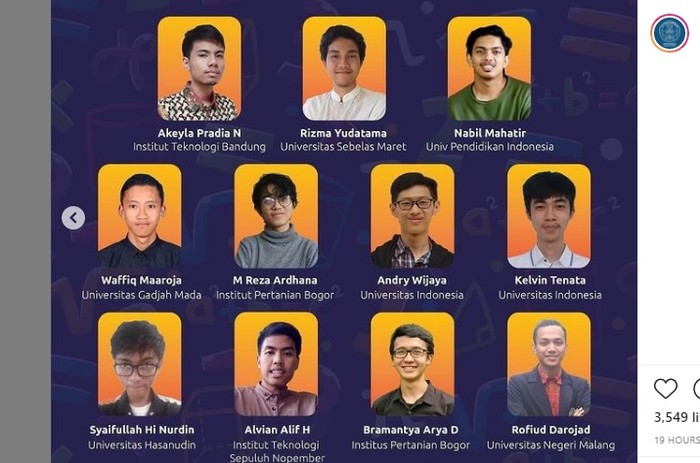 Akeyla Pradia N
Institut Teknologi Bandung
Rizma Yudatama
Universitas Sebelas Maret
Nabil Mahatir
Univ Pendidikan Indonesia
Waffiq Maaroja
Universitas Gadjah Mada
M Reza Ardhana
Institut Pertanian Bogor
Andry Wijaya
Universitas Indonesia
Kelvin Tenata
Universitas Indonesia
Syaifullah Hi Nurdin
Universitas Hasanudin
Alvian Alif H
Institut Teknologi
Sepuluh Nopember
Bramantya Arya D
Institus Pertanian Bogor
Rofiud Darojad
Universitas Negeri Malang
3,549 li
19 HOURS